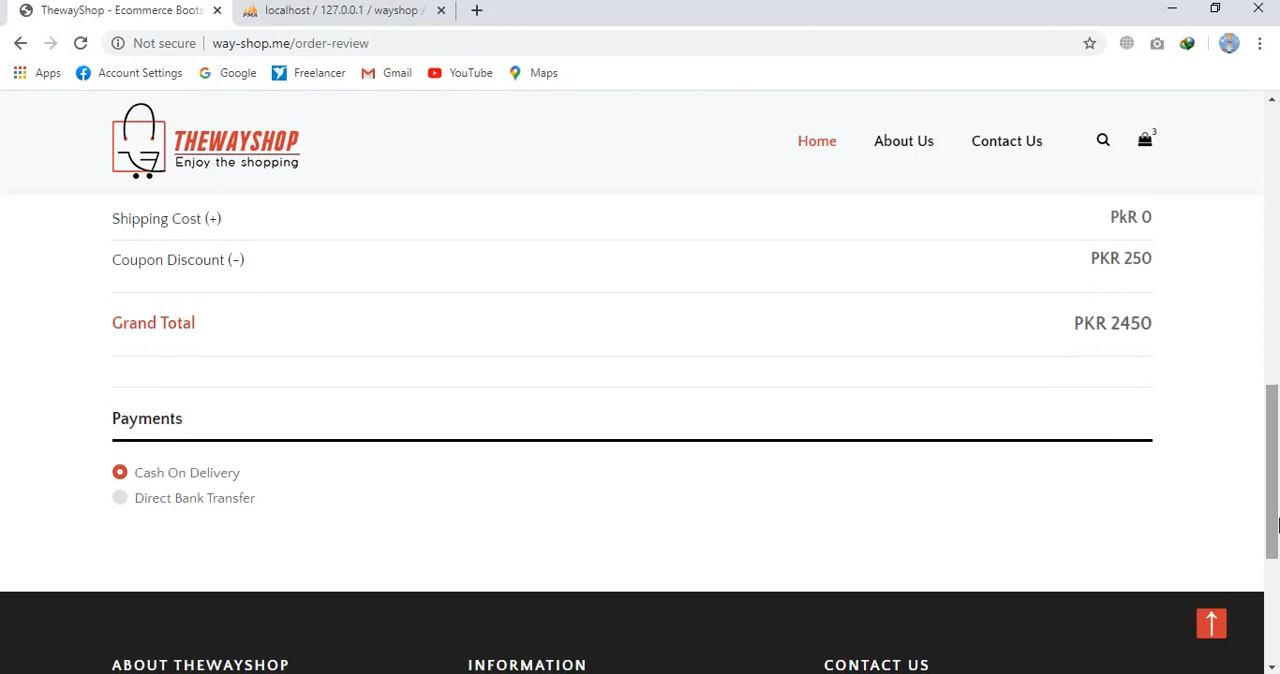 ThewayShop - Ecommerce Boots
localhost / 127.0.0.1 / wayshop /
Not secure | way-shop.me/order-review
Apps Account Settings Google Freelancer Gmail YouTube Maps
THEWAYSHOP
Enjoy the shopping
Home About Us Contact Us 3
Shipping Cost (+) PkR 0
Coupon Discount (-) PKR 250
Grand Total PKR 2450
Payments
Cash On Delivery
Direct Bank Transfer
ABOUT THEWAYSHOP INFORMATION CONTACT US